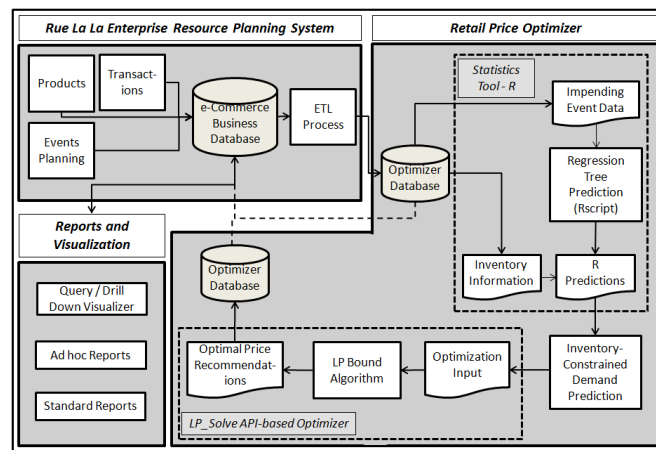 Rue La La Enterprise Resource Planning System
Retail Price Optimizer
Products
Transact-
ions
Events
Planning
e-Commerce
Business
Database
ETL
Process
Statistics
Tool - R
Impending
Event Data
Optimizer
Database
Regression
Tree
Prediction
(Rscript)
Reports and
Visualization
Optimizer
Database
Inventory
Information
R
Predictions
Query / Drill
Down Visualizer
Ad hoc Reports
Standard Reports
Optimal Price
Recommendat-
ions
LP Bound
Algorithm
Optimization
Input
Inventory-
Constrained
Demand
Prediction
LP_Solve API-based Optimizer